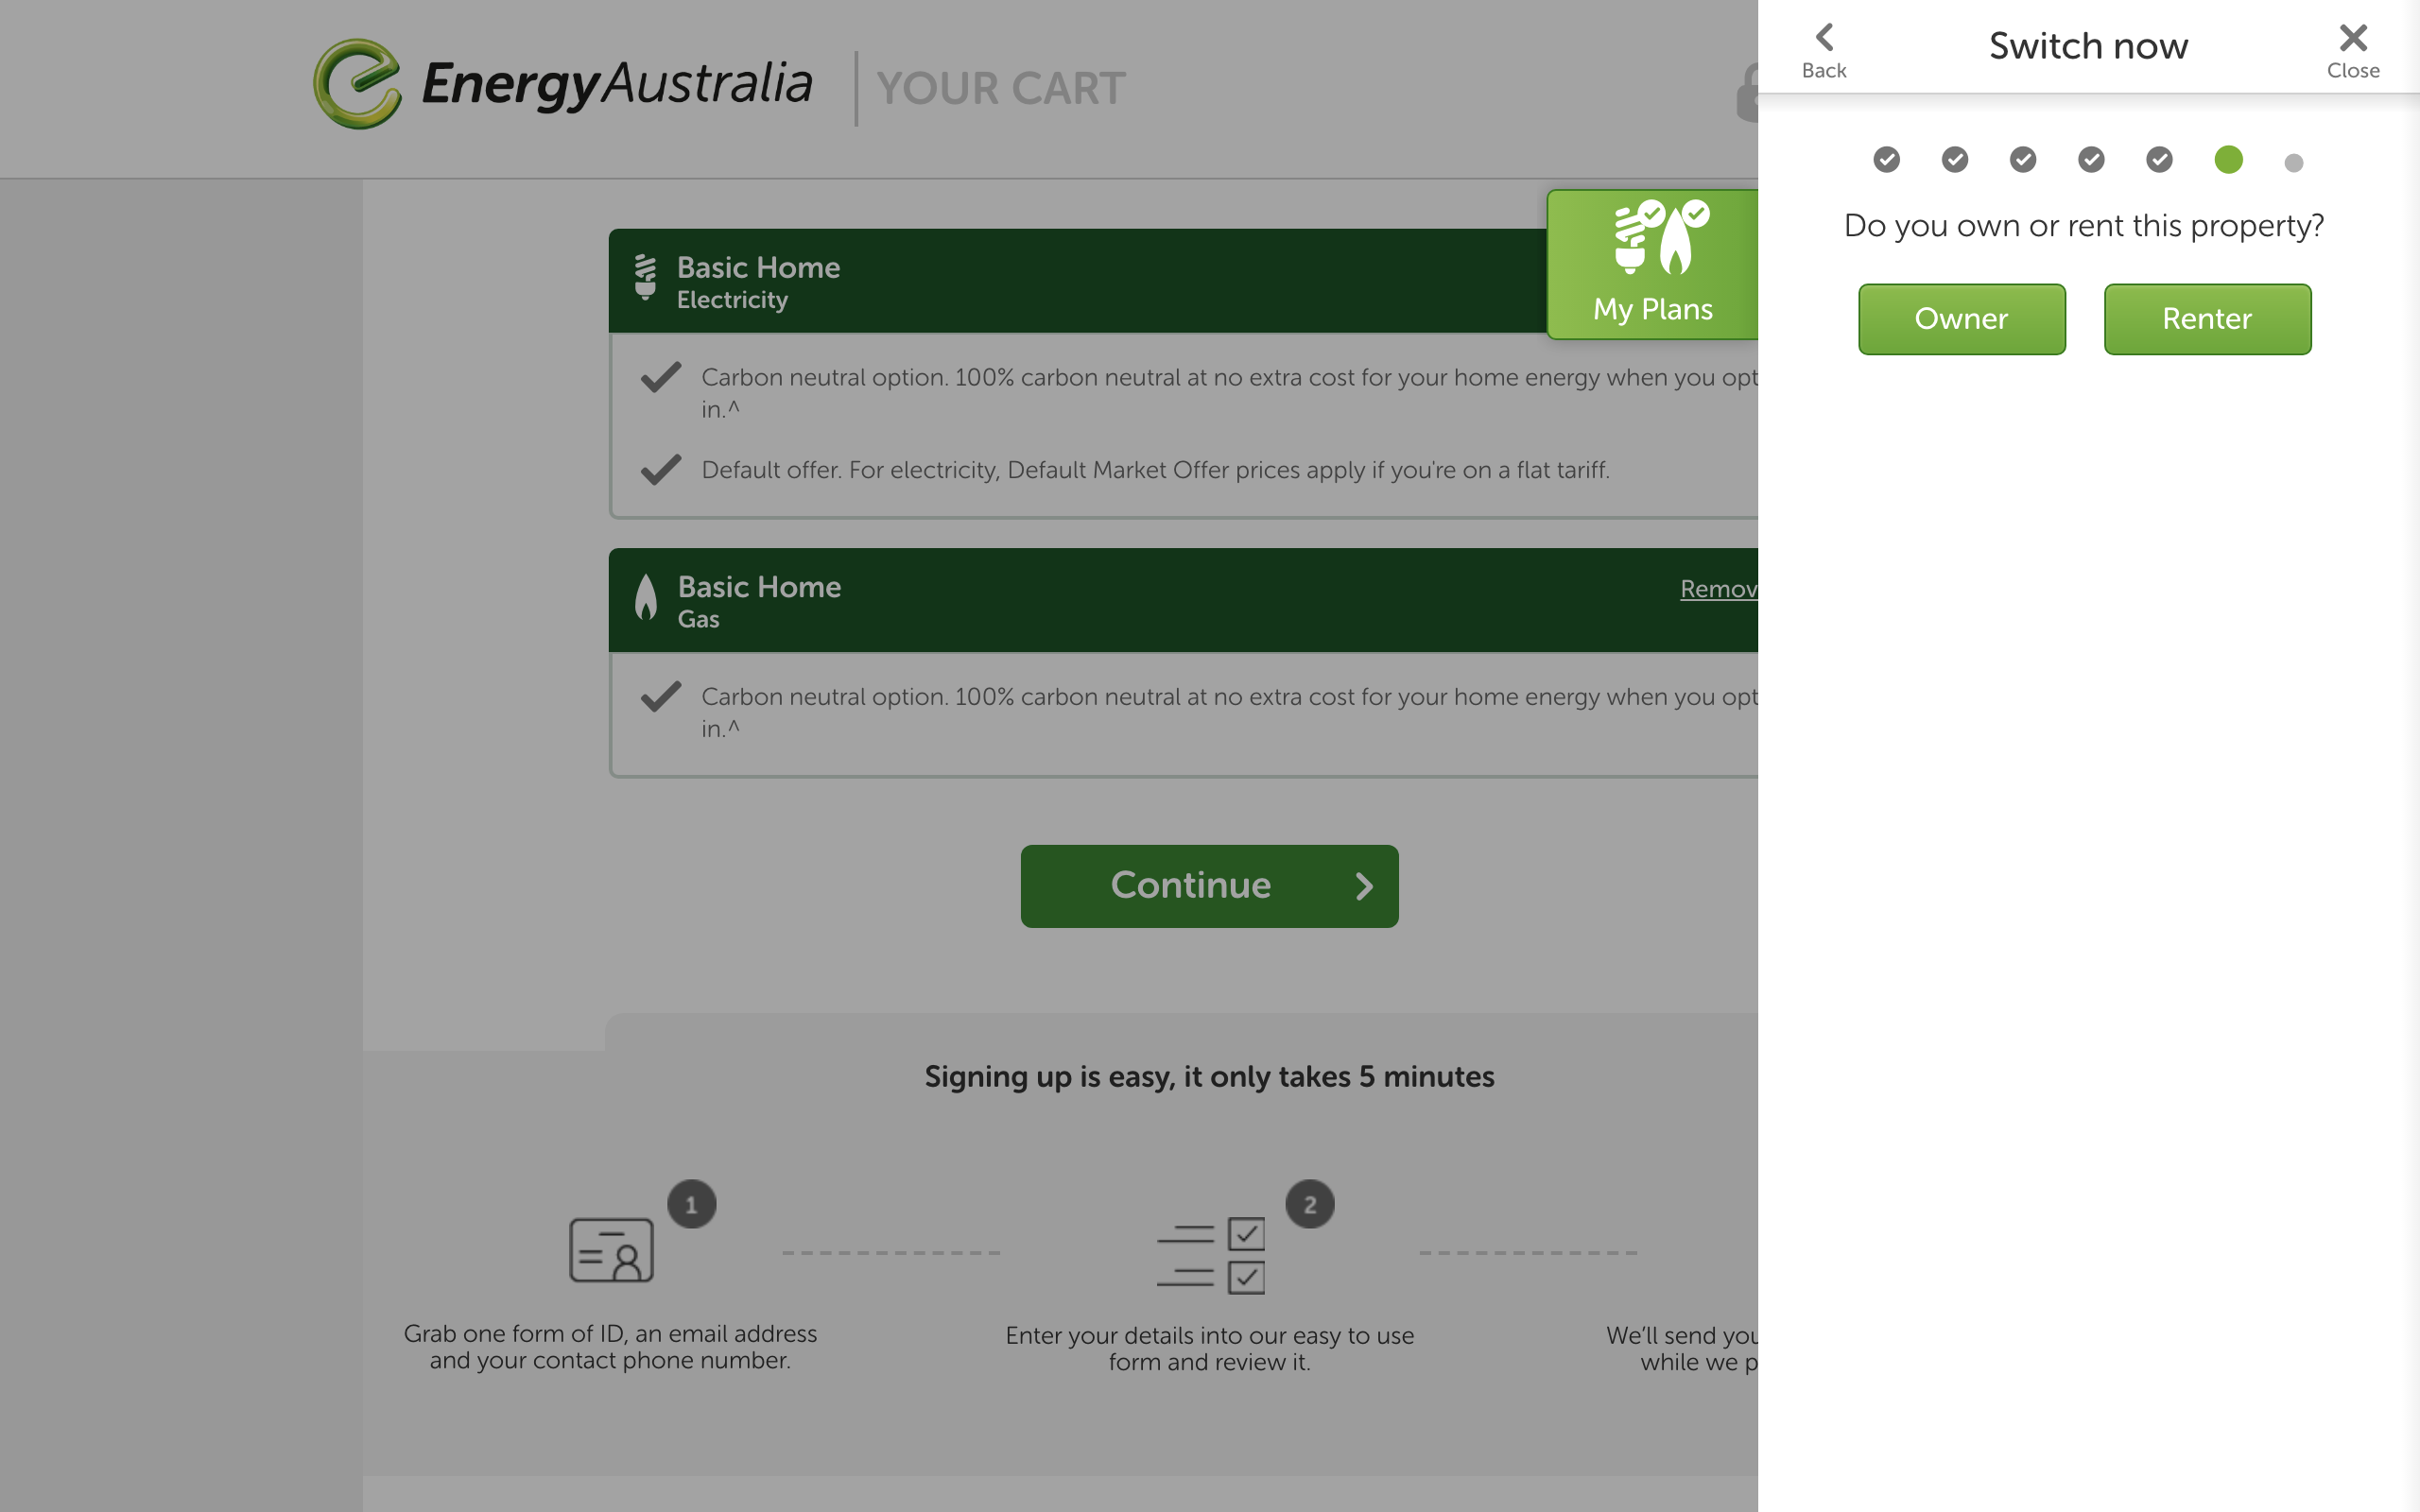 EnergyAustralia
YOUR CART
Basic Home
Electricity
Carbon neutral option. 100% carbon neutral at no extra cost for your home energy when you opt
in.^
Default offer. For electricity, Default Market Offer prices apply if you're on a flat tariff.
Basic Home
Gas
Carbon neutral option. 100% carbon neutral at no extra cost for your home energy when you opt
in.^
Continue
Signing up is easy, it only takes 5 minutes
1
Grab one form of ID, an email address
and your contact phone number.
2
Enter your details into our easy to use
form and review it.
We'll send you
while we p
My Plans
Remov
Back
Switch now
Close
Do you own or rent this property?
Owner
Renter